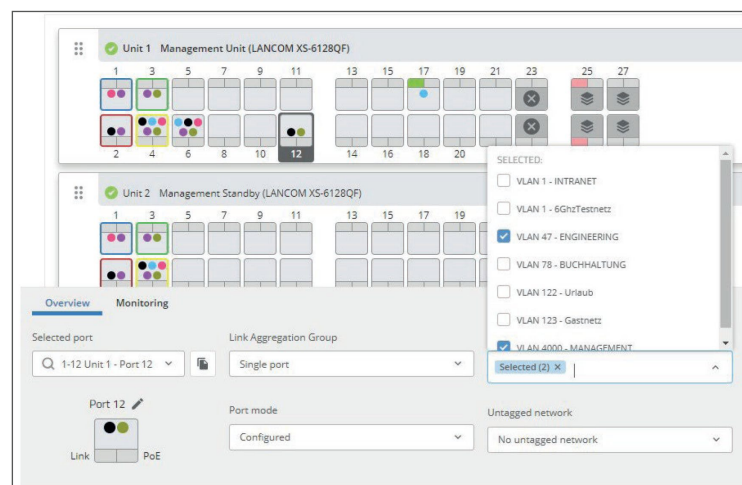 Unit 1 Management Unit (LANCOM XS-6128QF)
1 3 5 7 9 11 13 15 17 19 21 23 25 27
2 4 6 8 10 12 14 16 18 20
Unit 2 Management Standby (LANCOM XS-6128QF)
1 3 5 7 9 11 13 15 17 19
SELECTED:
VLAN 1 - INTRANET
VLAN 1 - 6GhzTestnetz
VLAN 47 - ENGINEERING
VLAN 78 - BUCHHALTUNG
VLAN 122 - Urlaub
VLAN 123 - Gastnetz
VLAN 4000 - MANAGEMENT
Selected (2) ×
Overview Monitoring
Selected port
1-12 Unit 1 - Port 12
Link Aggregation Group
Single port
Port 12
Link PoE
Port mode
Configured
Untagged network
No untagged network